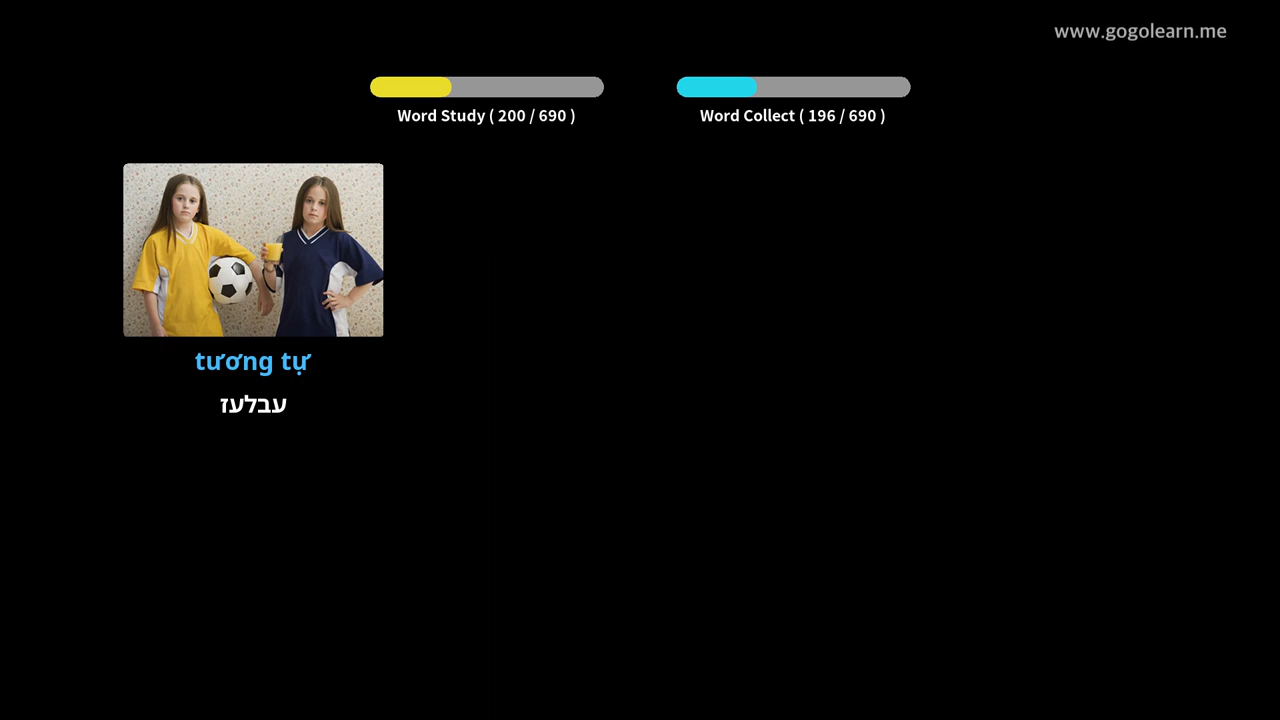 www.gogolearn.me
Word Study ( 200 / 690 )
Word Collect ( 196 / 690 )
tương tự
עבלעז